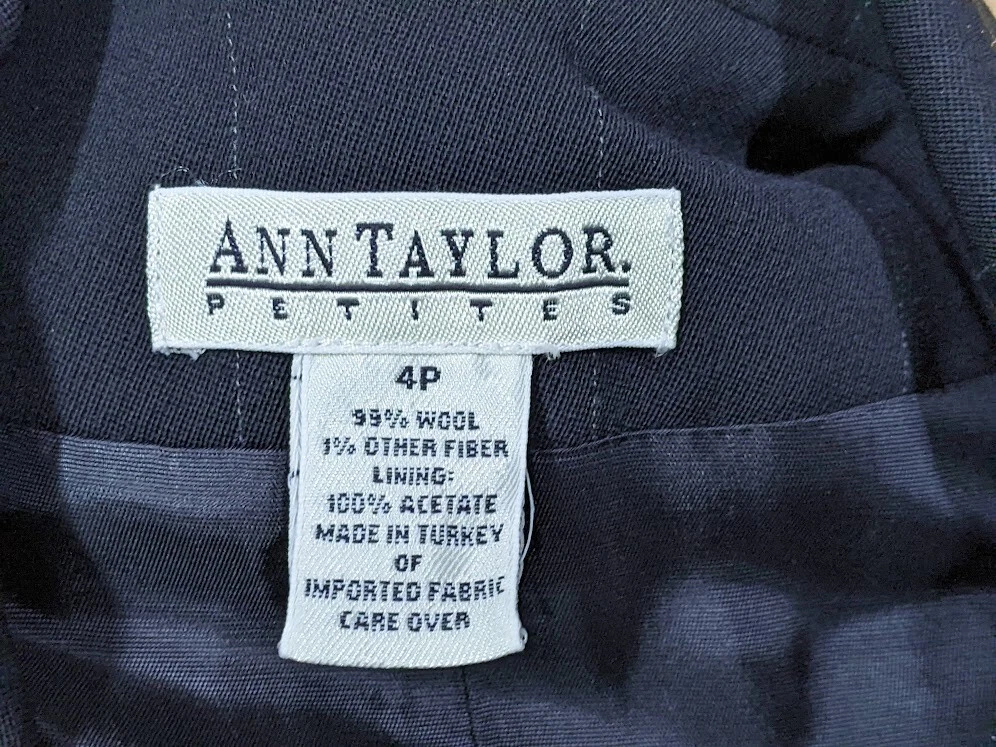 ANN TAYLOR.
PETITES
4P
99% WOOL
1% OTHER FIBER
LINING:
100% ACETATE
MADE IN TURKEY
OF
IMPORTED FABRIC
CARE OVER